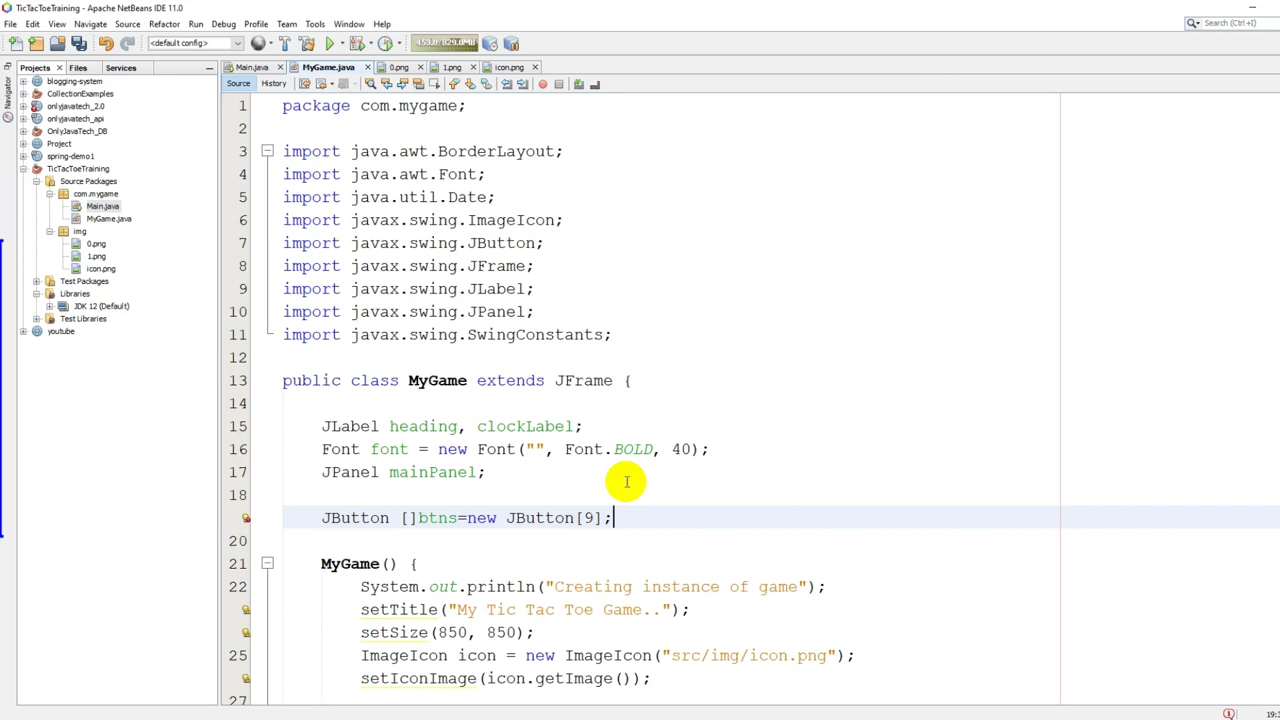 TicTacToeTraining - Apache NetBeans IDE 11.0
File Edit View Navigate Source Refactor Run Debug Profile Team Tools Window Help
Search (Ctrl+I)
<default config>
453.8/829.0MB
Projects Files Services
Main.java MyGame.java 0.png 1.png icon.png
Source History
Navigator
blogging-system
CollectionExamples
onlyjavatech_2.0
onlyjavatech_api
OnlyJavaTech_DB
Project
spring-demo1
TicTacToeTraining
Source Packages
com.mygame
Main.java
MyGame.java
img
0.png
1.png
icon.png
Test Packages
Libraries
JDK 12 (Default)
Test Libraries
youtube
1 package com.mygame;
2
3 import java.awt.BorderLayout;
4 import java.awt.Font;
5 import java.util.Date;
6 import javax.swing.ImageIcon;
7 import javax.swing.JButton;
8 import javax.swing.JFrame;
9 import javax.swing.JLabel;
10 import javax.swing.JPanel;
11 import javax.swing.SwingConstants;
12
13 public class MyGame extends JFrame {
14
15 JLabel heading, clockLabel;
16 Font font = new Font("", Font.BOLD, 40);
17 JPanel mainPanel;
18
JButton []btns=new JButton[9];
20
21 MyGame() {
22 System.out.println("Creating instance of game");
setTitle("My Tic Tac Toe Game..");
setSize(850, 850);
25 ImageIcon icon = new ImageIcon("src/img/icon.png");
setIconImage(icon.getImage());
27